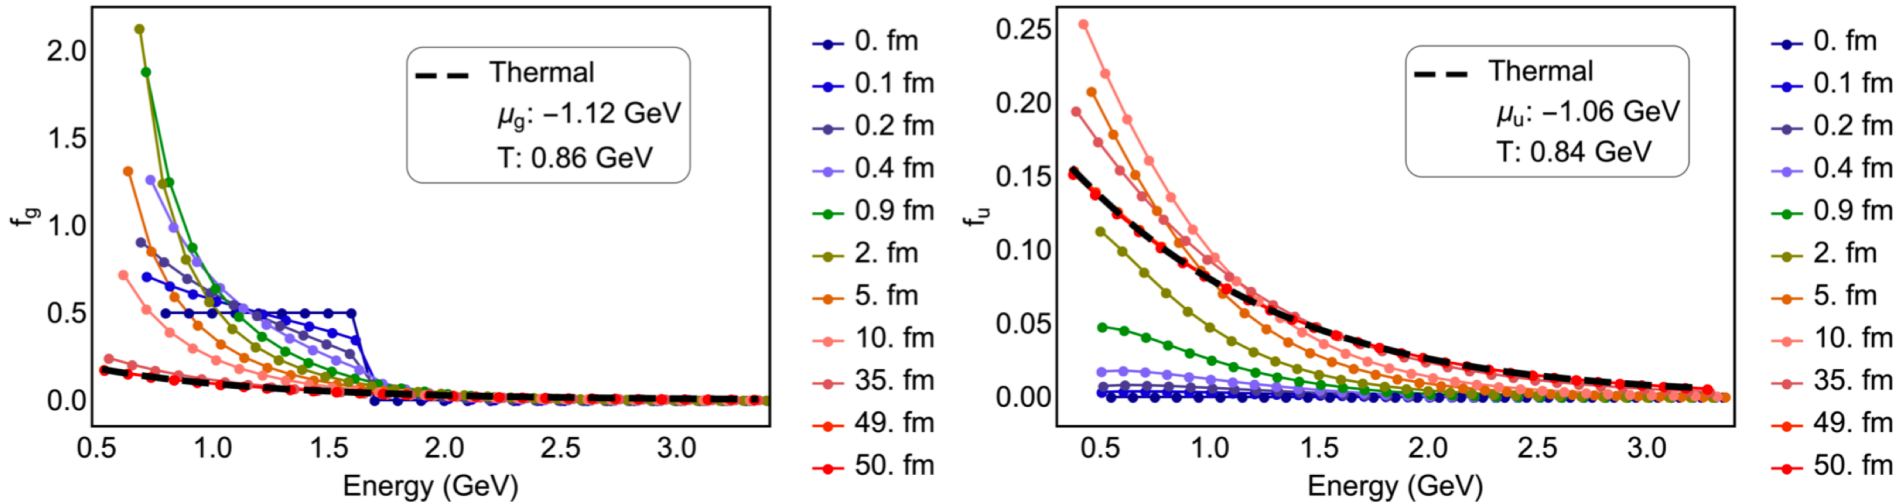 2.0
1.5
1.0
0.5
0.0
f_g
0.5 1.0 1.5 2.0 2.5 3.0
Energy (GeV)
Thermal
μ_g: −1.12 GeV
T: 0.86 GeV
0. fm
0.1 fm
0.2 fm
0.4 fm
0.9 fm
2. fm
5. fm
10. fm
35. fm
49. fm
50. fm
0.25
0.20
0.15
0.10
0.05
0.00
f_u
0.5 1.0 1.5 2.0 2.5 3.0
Energy (GeV)
Thermal
μ_u: −1.06 GeV
T: 0.84 GeV
0. fm
0.1 fm
0.2 fm
0.4 fm
0.9 fm
2. fm
5. fm
10. fm
35. fm
49. fm
50. fm